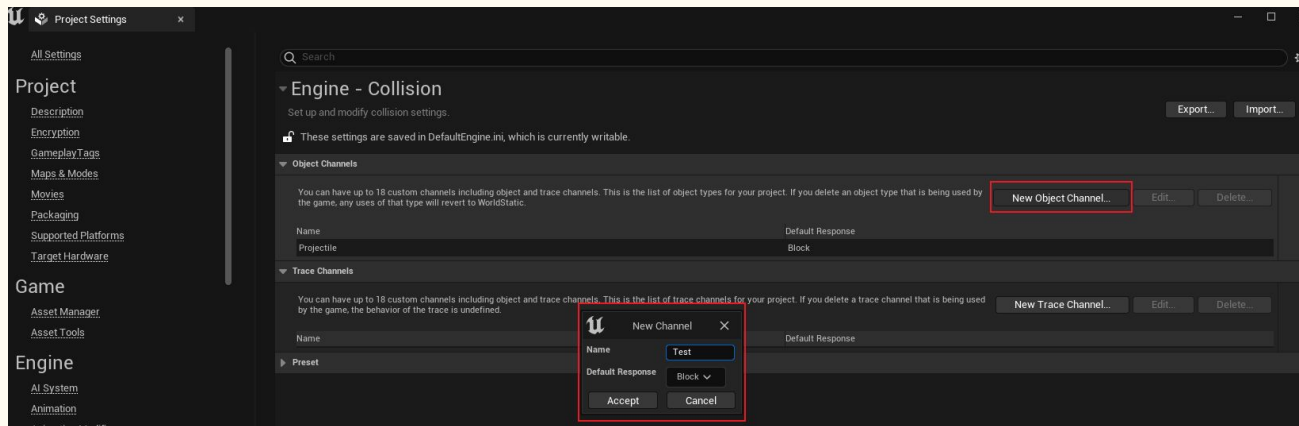 Project Settings
All Settings
Project
Description
Encryption
GameplayTags
Maps & Modes
Movies
Packaging
Supported Platforms
Target Hardware
Game
Asset Manager
Asset Tools
Engine
AI System
Animation
Search
Engine - Collision
Set up and modify collision settings.
Export... Import...
These settings are saved in DefaultEngine.ini, which is currently writable.
Object Channels
You can have up to 18 custom channels including object and trace channels. This is the list of object types for your project. If you delete an object type that is being used by
the game, any uses of that type will revert to WorldStatic.
New Object Channel... Edit... Delete...
Name Default Response
Projectile Block
Trace Channels
You can have up to 18 custom channels including object and trace channels. This is the list of trace channels for your project. If you delete a trace channel that is being used
by the game, the behavior of the trace is undefined.
New Trace Channel... Edit... Delete...
Name Default Response
Preset
New Channel
Name Test
Default Response Block
Accept Cancel